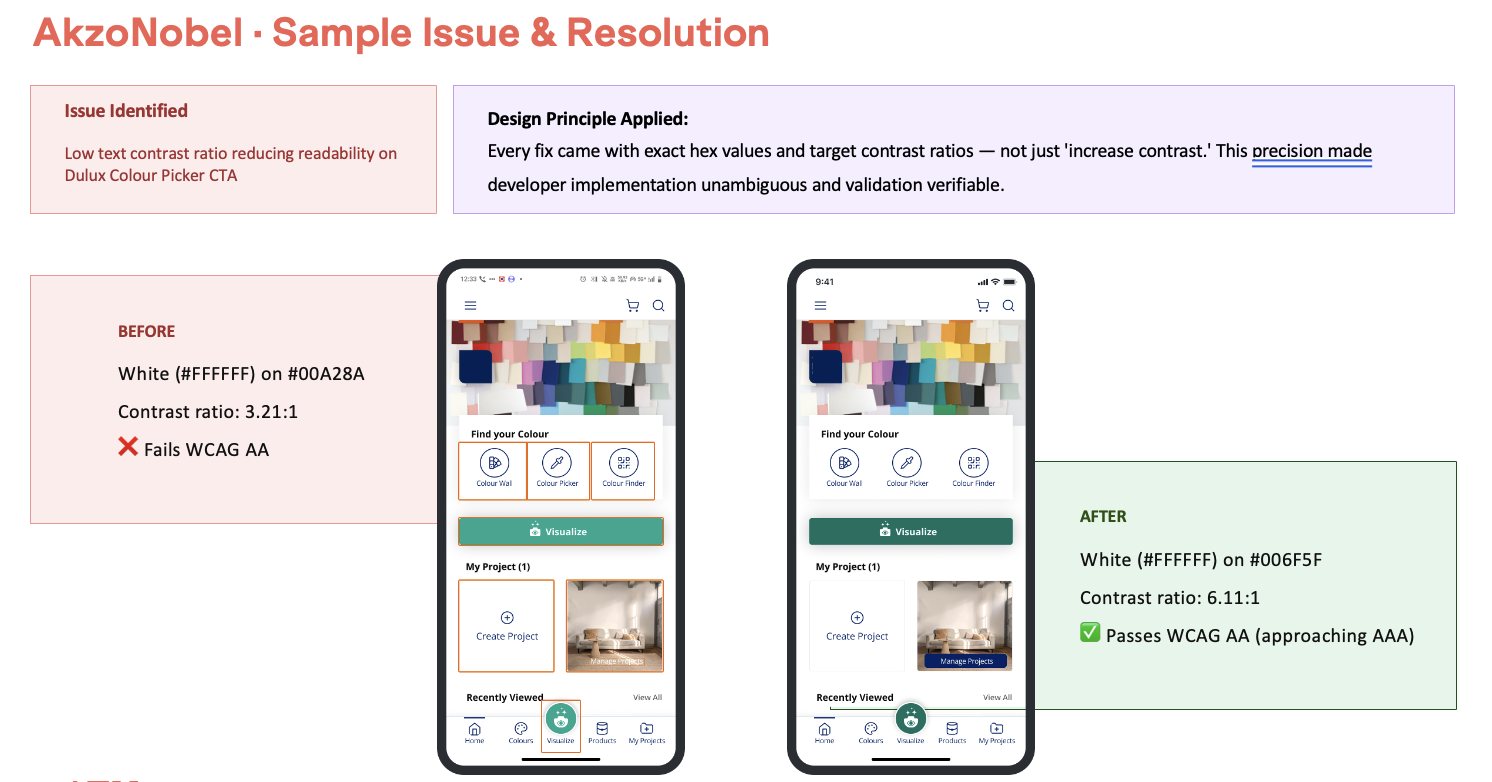 AkzoNobel · Sample Issue & Resolution
Issue Identified
Low text contrast ratio reducing readability on
Dulux Colour Picker CTA
Design Principle Applied:
Every fix came with exact hex values and target contrast ratios — not just 'increase contrast.' This precision made
developer implementation unambiguous and validation verifiable.
BEFORE
White (#FFFFFF) on #00A28A
Contrast ratio: 3.21:1
❌ Fails WCAG AA
12:33
Find your Colour
Colour Wall
Colour Picker
Colour Finder
Visualize
My Project (1)
Create Project
Manage Projects
Recently Viewed
View All
Home
Colours
Visualize
Products
My Projects
9:41
Find your Colour
Colour Wall
Colour Picker
Colour Finder
Visualize
My Project (1)
Create Project
Manage Projects
Recently Viewed
View All
Home
Colours
Visualize
Products
My Projects
AFTER
White (#FFFFFF) on #006F5F
Contrast ratio: 6.11:1
✅ Passes WCAG AA (approaching AAA)